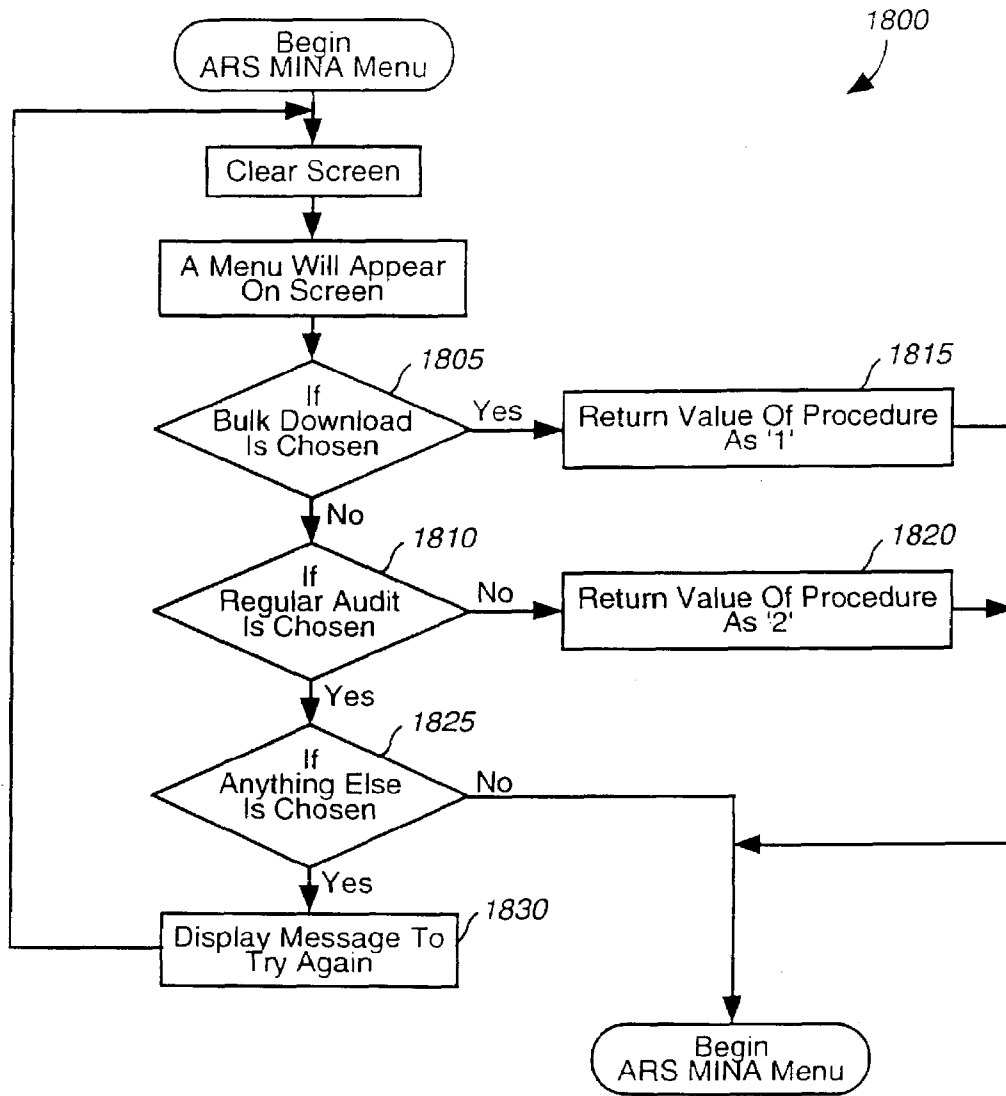 1800
Begin
ARS MINA Menu
Clear Screen
A Menu Will Appear
On Screen
1805
If
Bulk Download
Is Chosen
Yes
1815
Return Value Of Procedure
As '1'
No
1810
If
Regular Audit
Is Chosen
No
1820
Return Value Of Procedure
As '2'
Yes
1825
If
Anything Else
Is Chosen
No
Yes
1830
Display Message To
Try Again
Begin
ARS MINA Menu